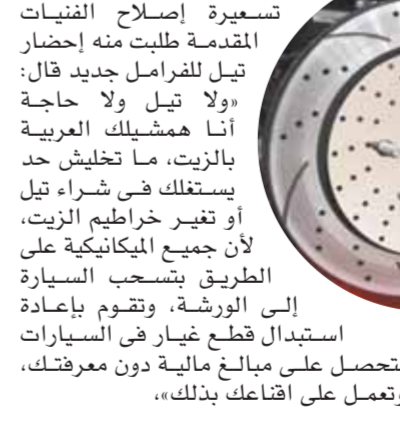 تسعيرة إصلاح الفنيات
المقدمة طلبت منه إحضار
تيل للفرامل جديد قال:
«ولا تيل ولا حاجة
أنا همشيلك العربية
بالزيت، ما تخليش حد
يستغلك فى شراء تيل
أو تغير خراطيم الزيت،
لأن جميع الميكانيكية على
الطريق بتسحب السيارة
إلى الورشة، وتقوم بإعادة
استبدال قطع غيار فى السيارات
تحصل على مبالغ مالية دون معرفتك،
وتعمل على اقناعك بذلك»،